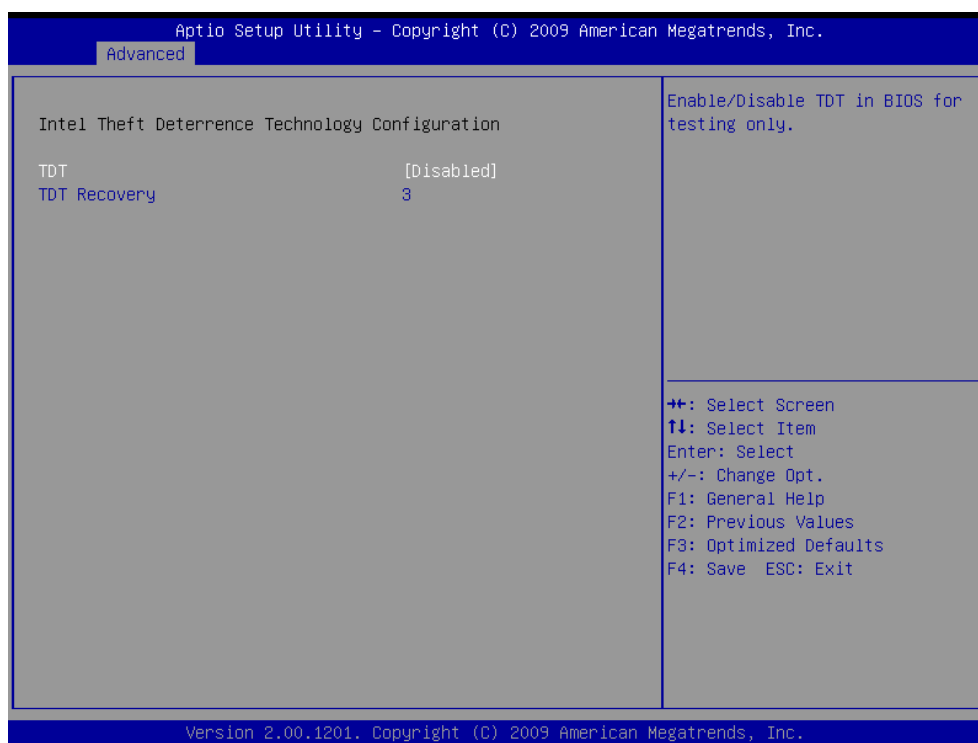 Aptio Setup Utility – Copyright (C) 2009 American Megatrends, Inc.
Advanced
Intel Theft Deterrence Technology Configuration
TDT [Disabled]
TDT Recovery 3
Enable/Disable TDT in BIOS for
testing only.
→←: Select Screen
↑↓: Select Item
Enter: Select
+/-: Change Opt.
F1: General Help
F2: Previous Values
F3: Optimized Defaults
F4: Save ESC: Exit
Version 2.00.1201. Copyright (C) 2009 American Megatrends, Inc.